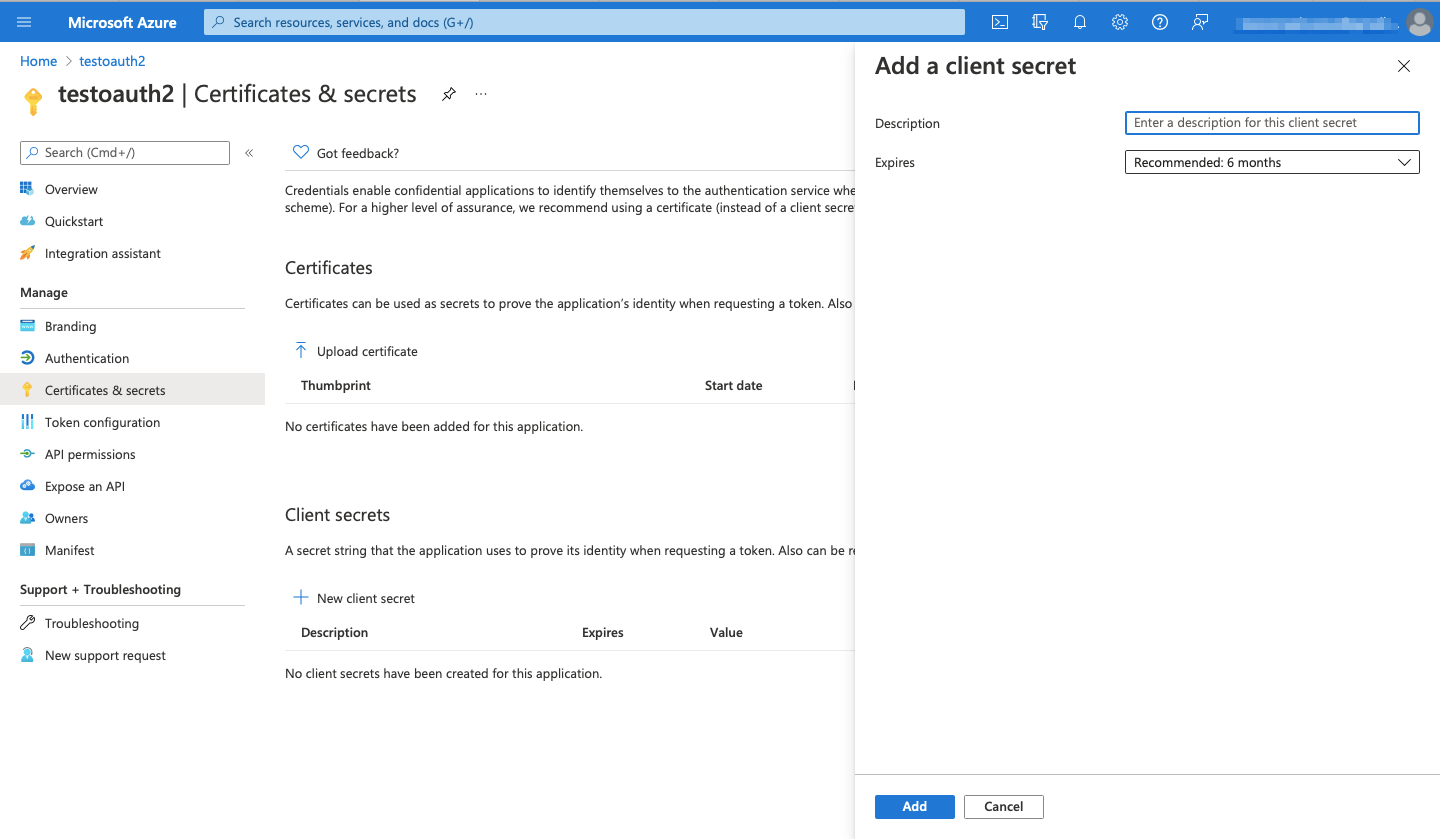 Microsoft Azure
Search resources, services, and docs (G+/)
Home > testoauth2
testoauth2 | Certificates & secrets
Search (Cmd+/)
Overview
Quickstart
Integration assistant
Manage
Branding
Authentication
Certificates & secrets
Token configuration
API permissions
Expose an API
Owners
Manifest
Support + Troubleshooting
Troubleshooting
New support request
Got feedback?
Credentials enable confidential applications to identify themselves to the authentication service
scheme). For a higher level of assurance, we recommend using a certificate (instead of a client
Certificates
Certificates can be used as secrets to prove the application's identity when requesting a token. Also
Upload certificate
Thumbprint Start date
No certificates have been added for this application.
Client secrets
A secret string that the application uses to prove its identity when requesting a token. Also can be
New client secret
Description Expires Value
No client secrets have been created for this application.
Add a client secret
Description
Enter a description for this client secret
Expires
Recommended: 6 months
Add Cancel